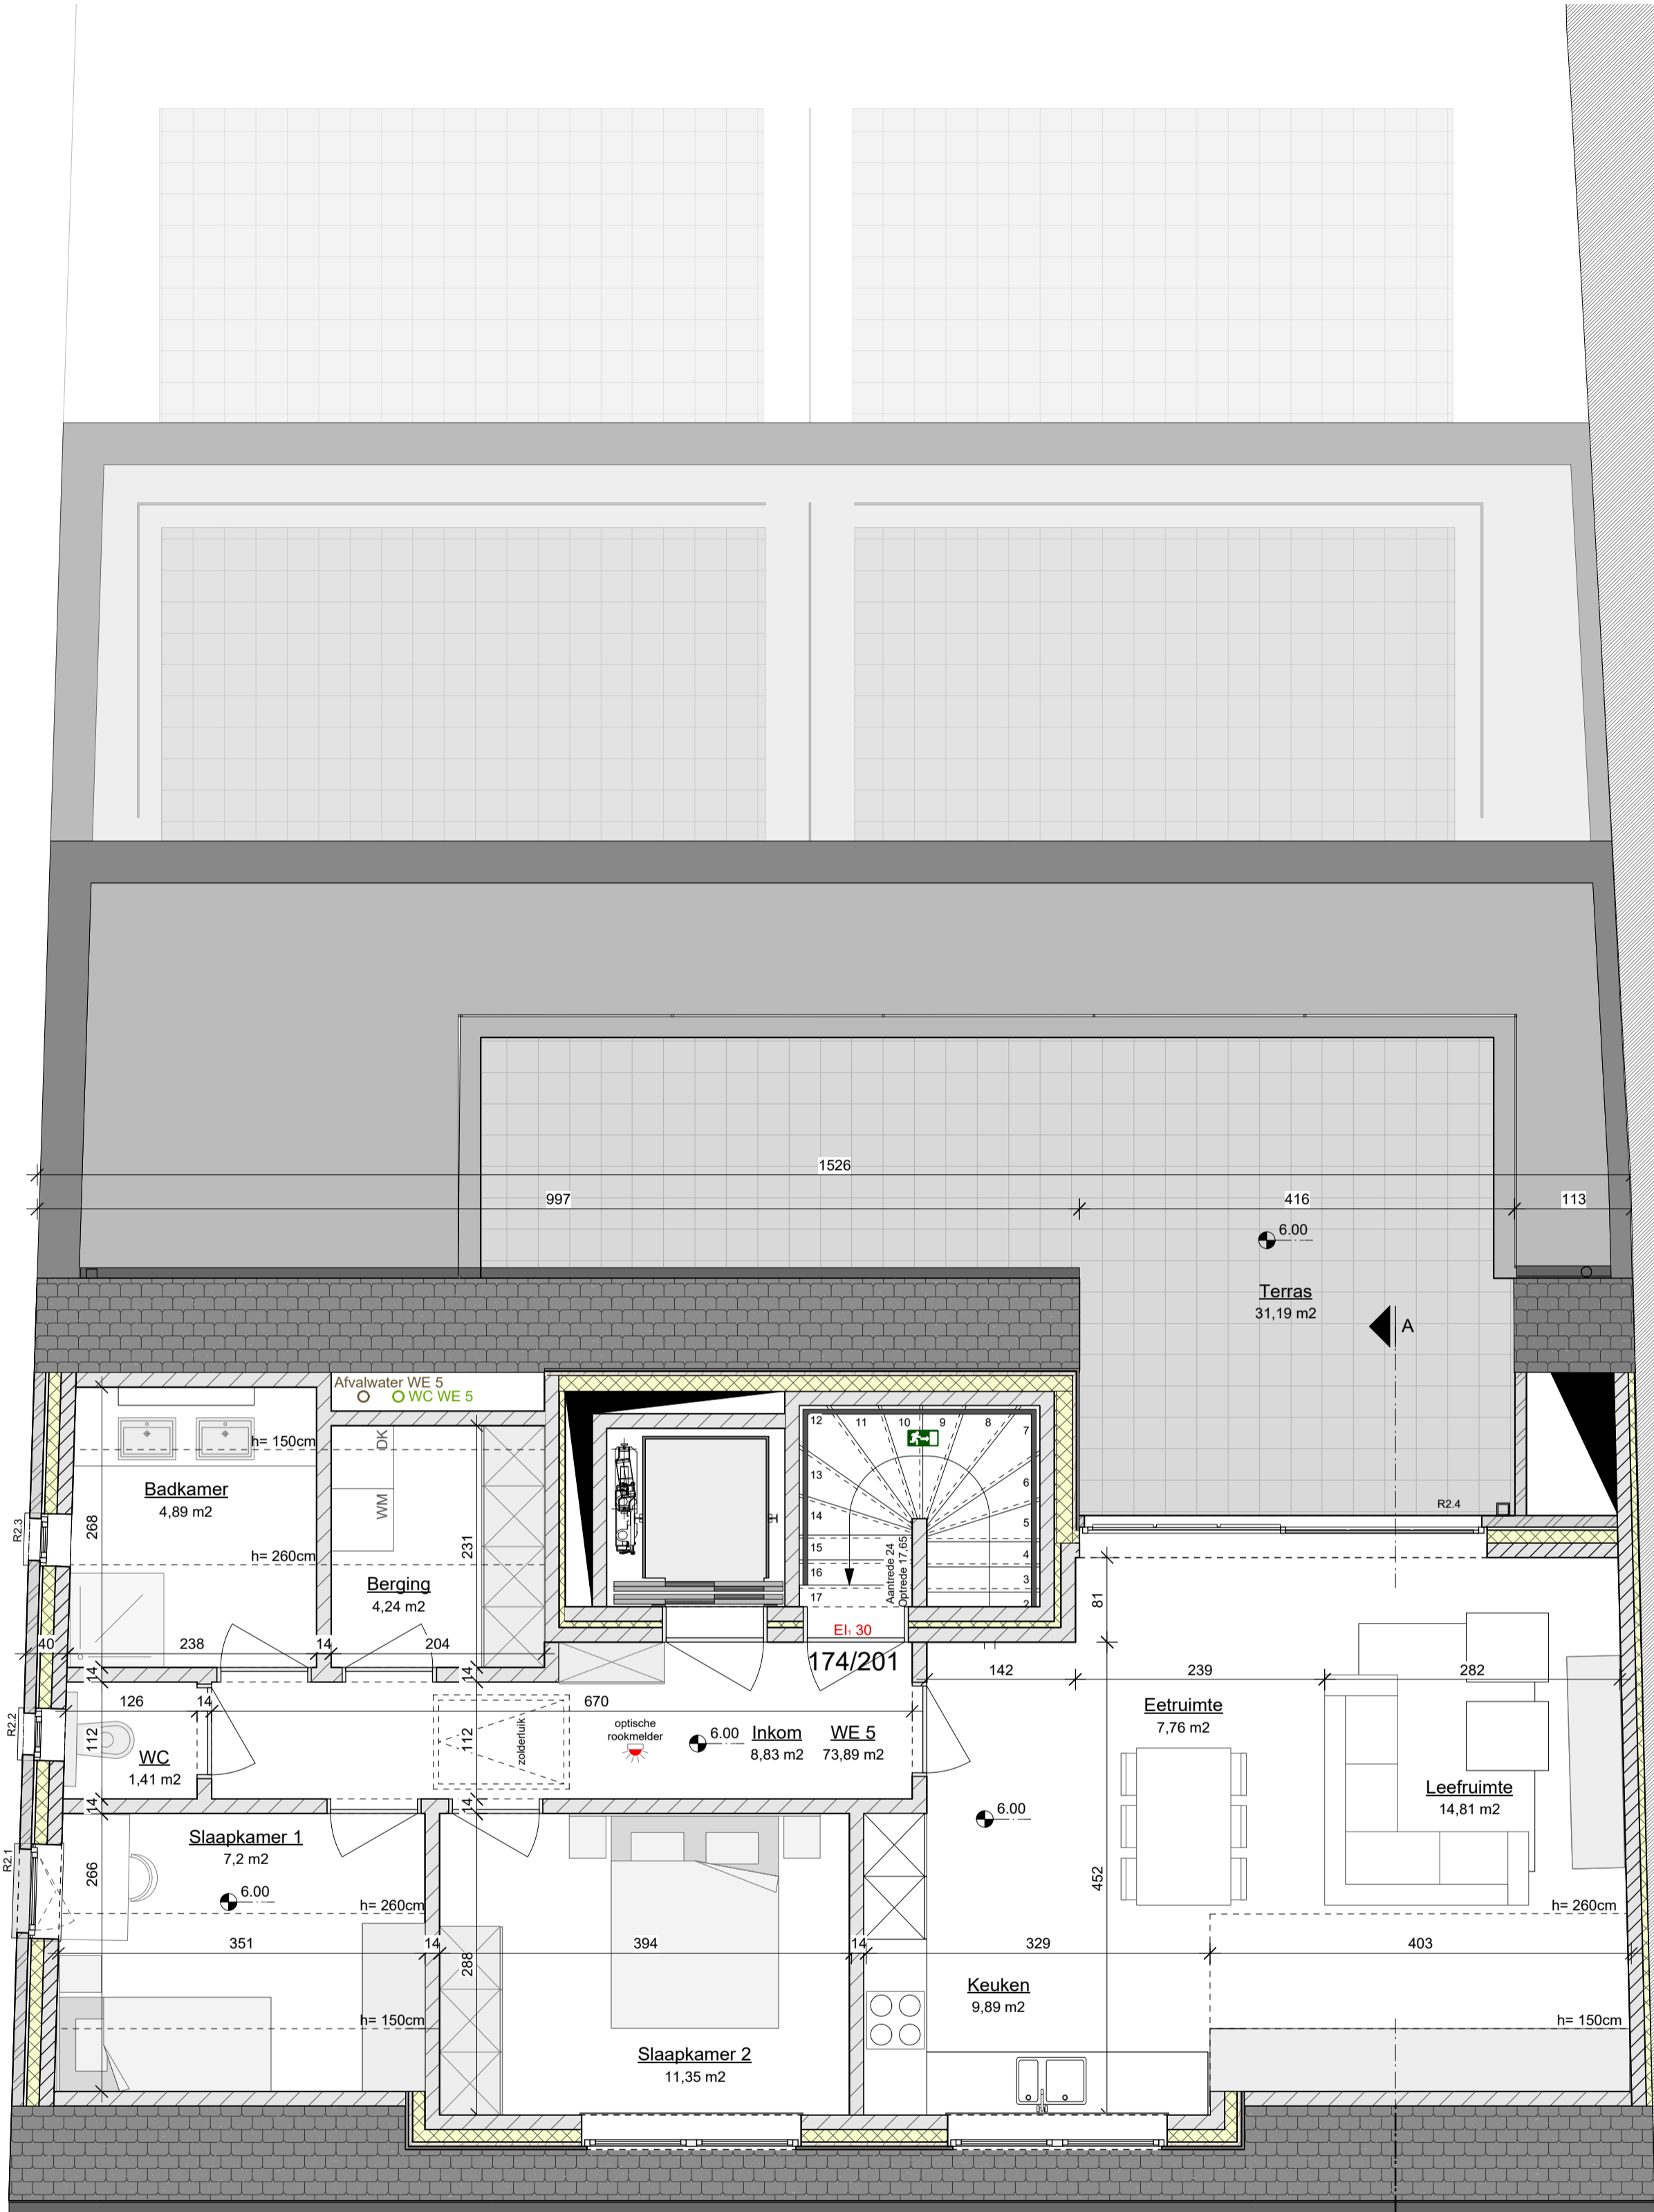 1526
997
416
113
6.00
Terras
31,19 m2
A
R2.4
Afvalwater WE 5
WC WE 5
h= 150cm
Badkamer
4,89 m2
268
R2.3
h= 260cm
DK
WM
231
Berging
4,24 m2
40
238
14
204
14
14
12
11
10
9
8
7
13
6
14
5
15
4
16
3
17
2
Aantrede 24
Optrede 17,65
EI₁ 30
174/201
81
142
239
282
126
14
670
R2.2
112
WC
1,41 m2
14
112
14
zolderluik
optische
rookmelder
6.00
Inkom
8,83 m2
WE 5
73,89 m2
Eetruimte
7,76 m2
Leefruimte
14,81 m2
6.00
R2.1
Slaapkamer 1
7,2 m2
266
6.00
h= 260cm
452
h= 260cm
351
14
394
14
329
403
288
Keuken
9,89 m2
h= 150cm
h= 150cm
Slaapkamer 2
11,35 m2